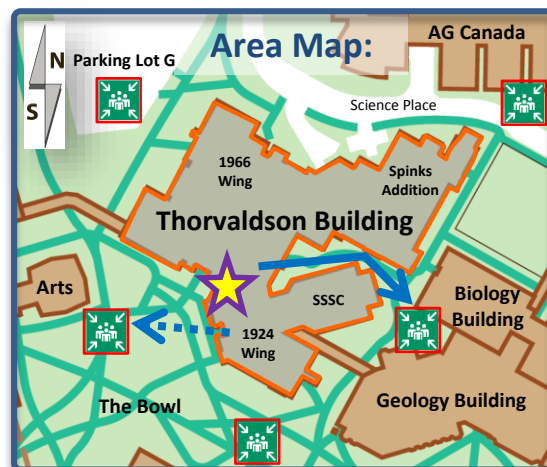 Area Map:
AG Canada
N
S
Parking Lot G
Science Place
1966
Wing
Spinks
Addition
Thorvaldson Building
Arts
SSSC
Biology
Building
1924
Wing
The Bowl
Geology Building